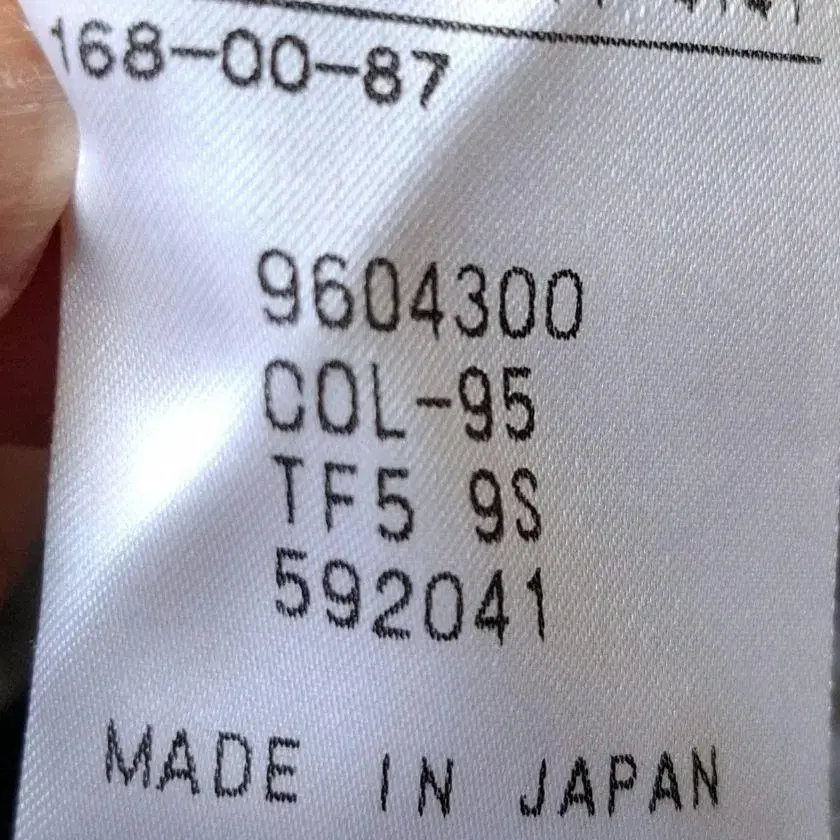 168-00-87
9604300
COL-95
TF5 9S
592041
MADE IN JAPAN